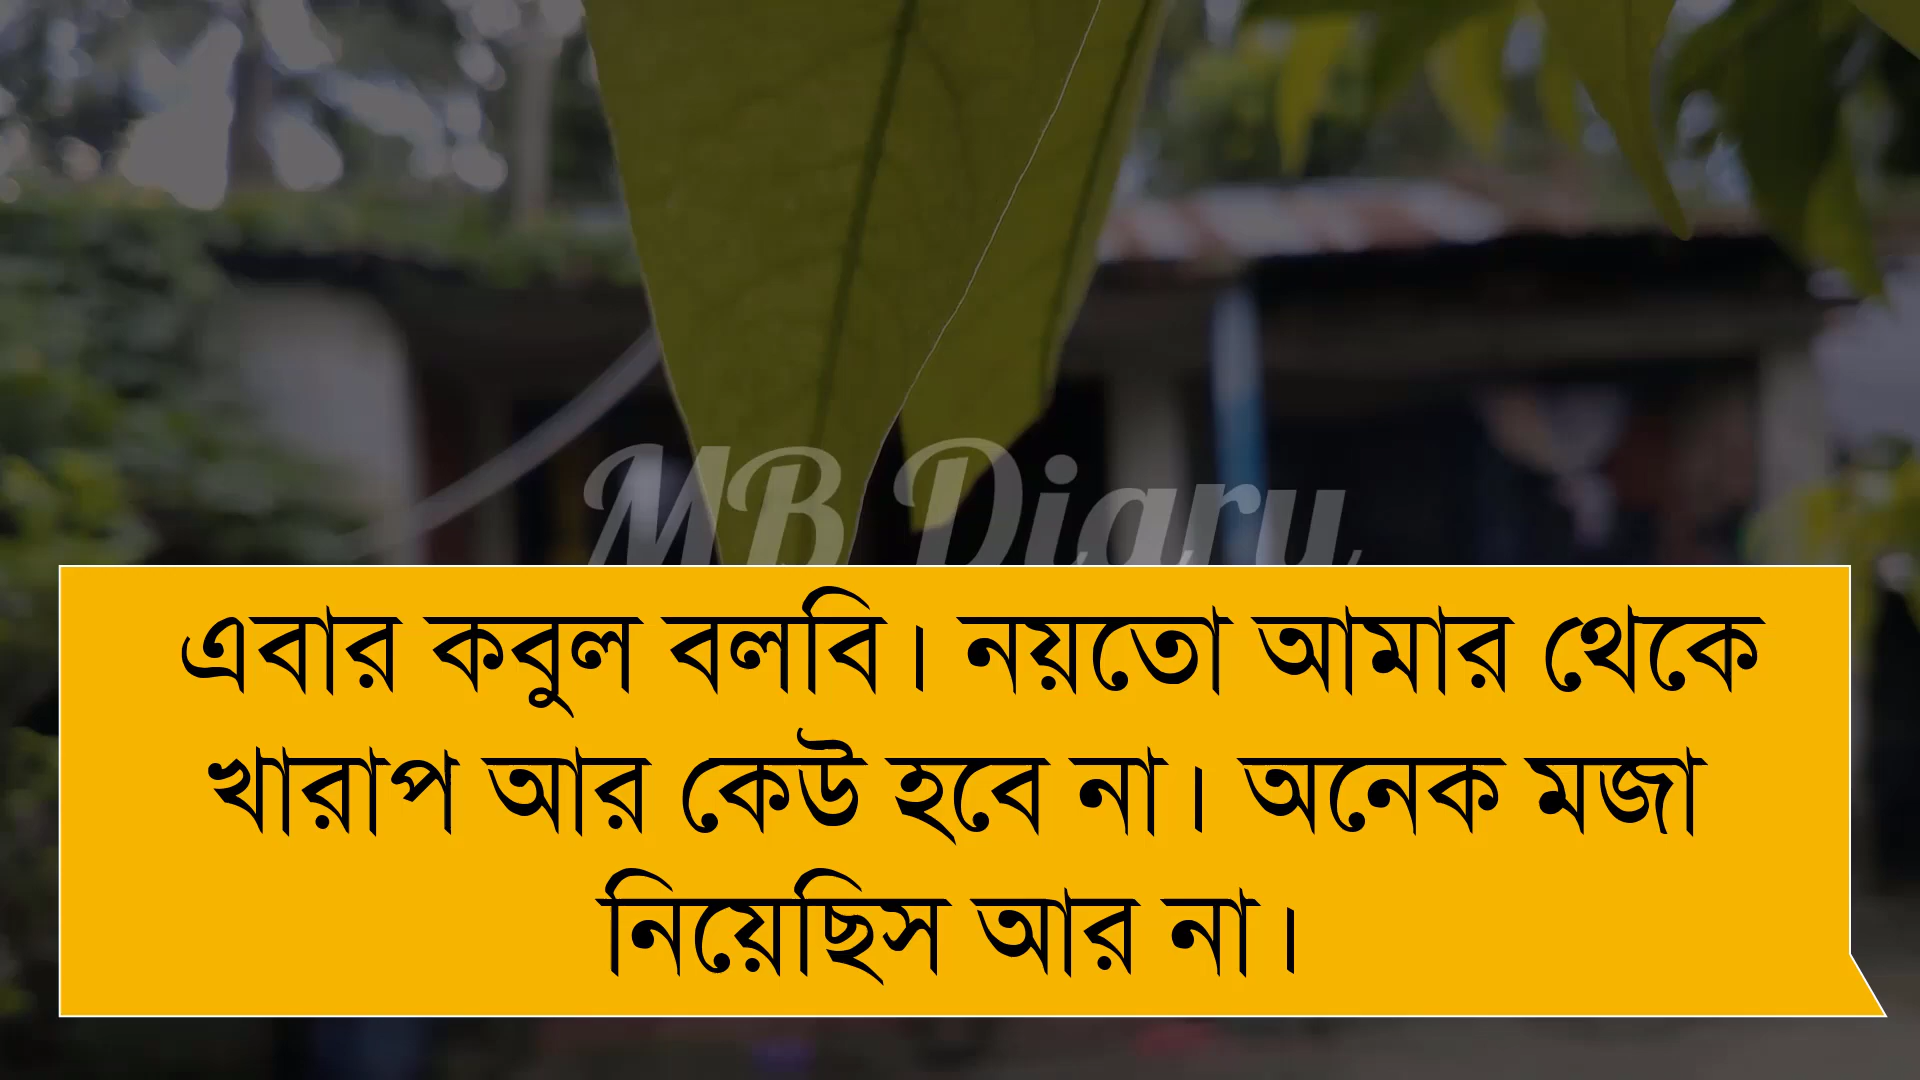 MB Diary
এবার কবুল বলবি। নয়তো আমার থেকে
খারাপ আর কেউ হবে না। অনেক মজা
নিয়েছিস আর না।